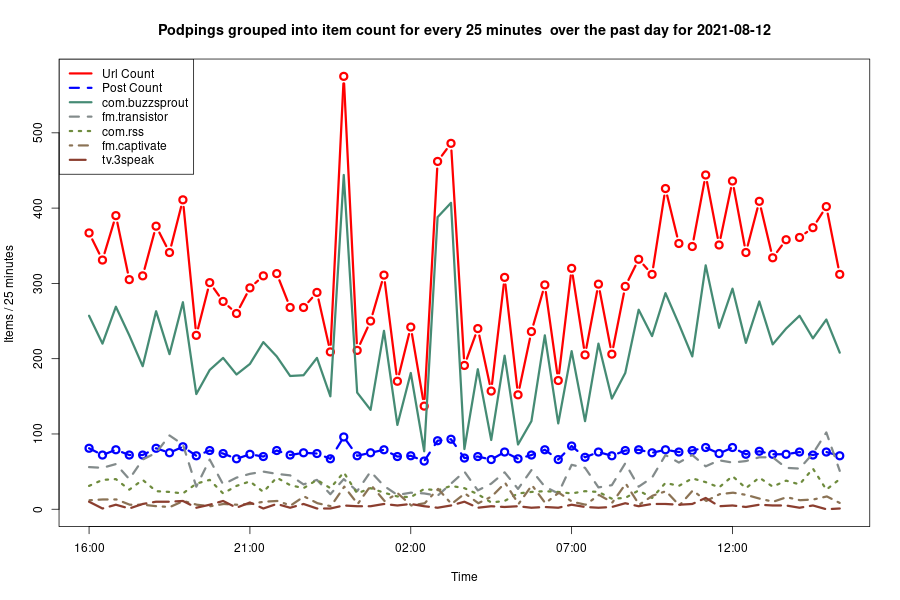 Podpings grouped into item count for every 25 minutes  over the past day for 2021-08-12
Url Count
Post Count
com.buzzsprout
fm.transistor
com.rss
fm.captivate
tv.3speak
Items / 25 minutes
500
400
300
200
100
0
16:00 21:00 02:00 07:00 12:00
Time